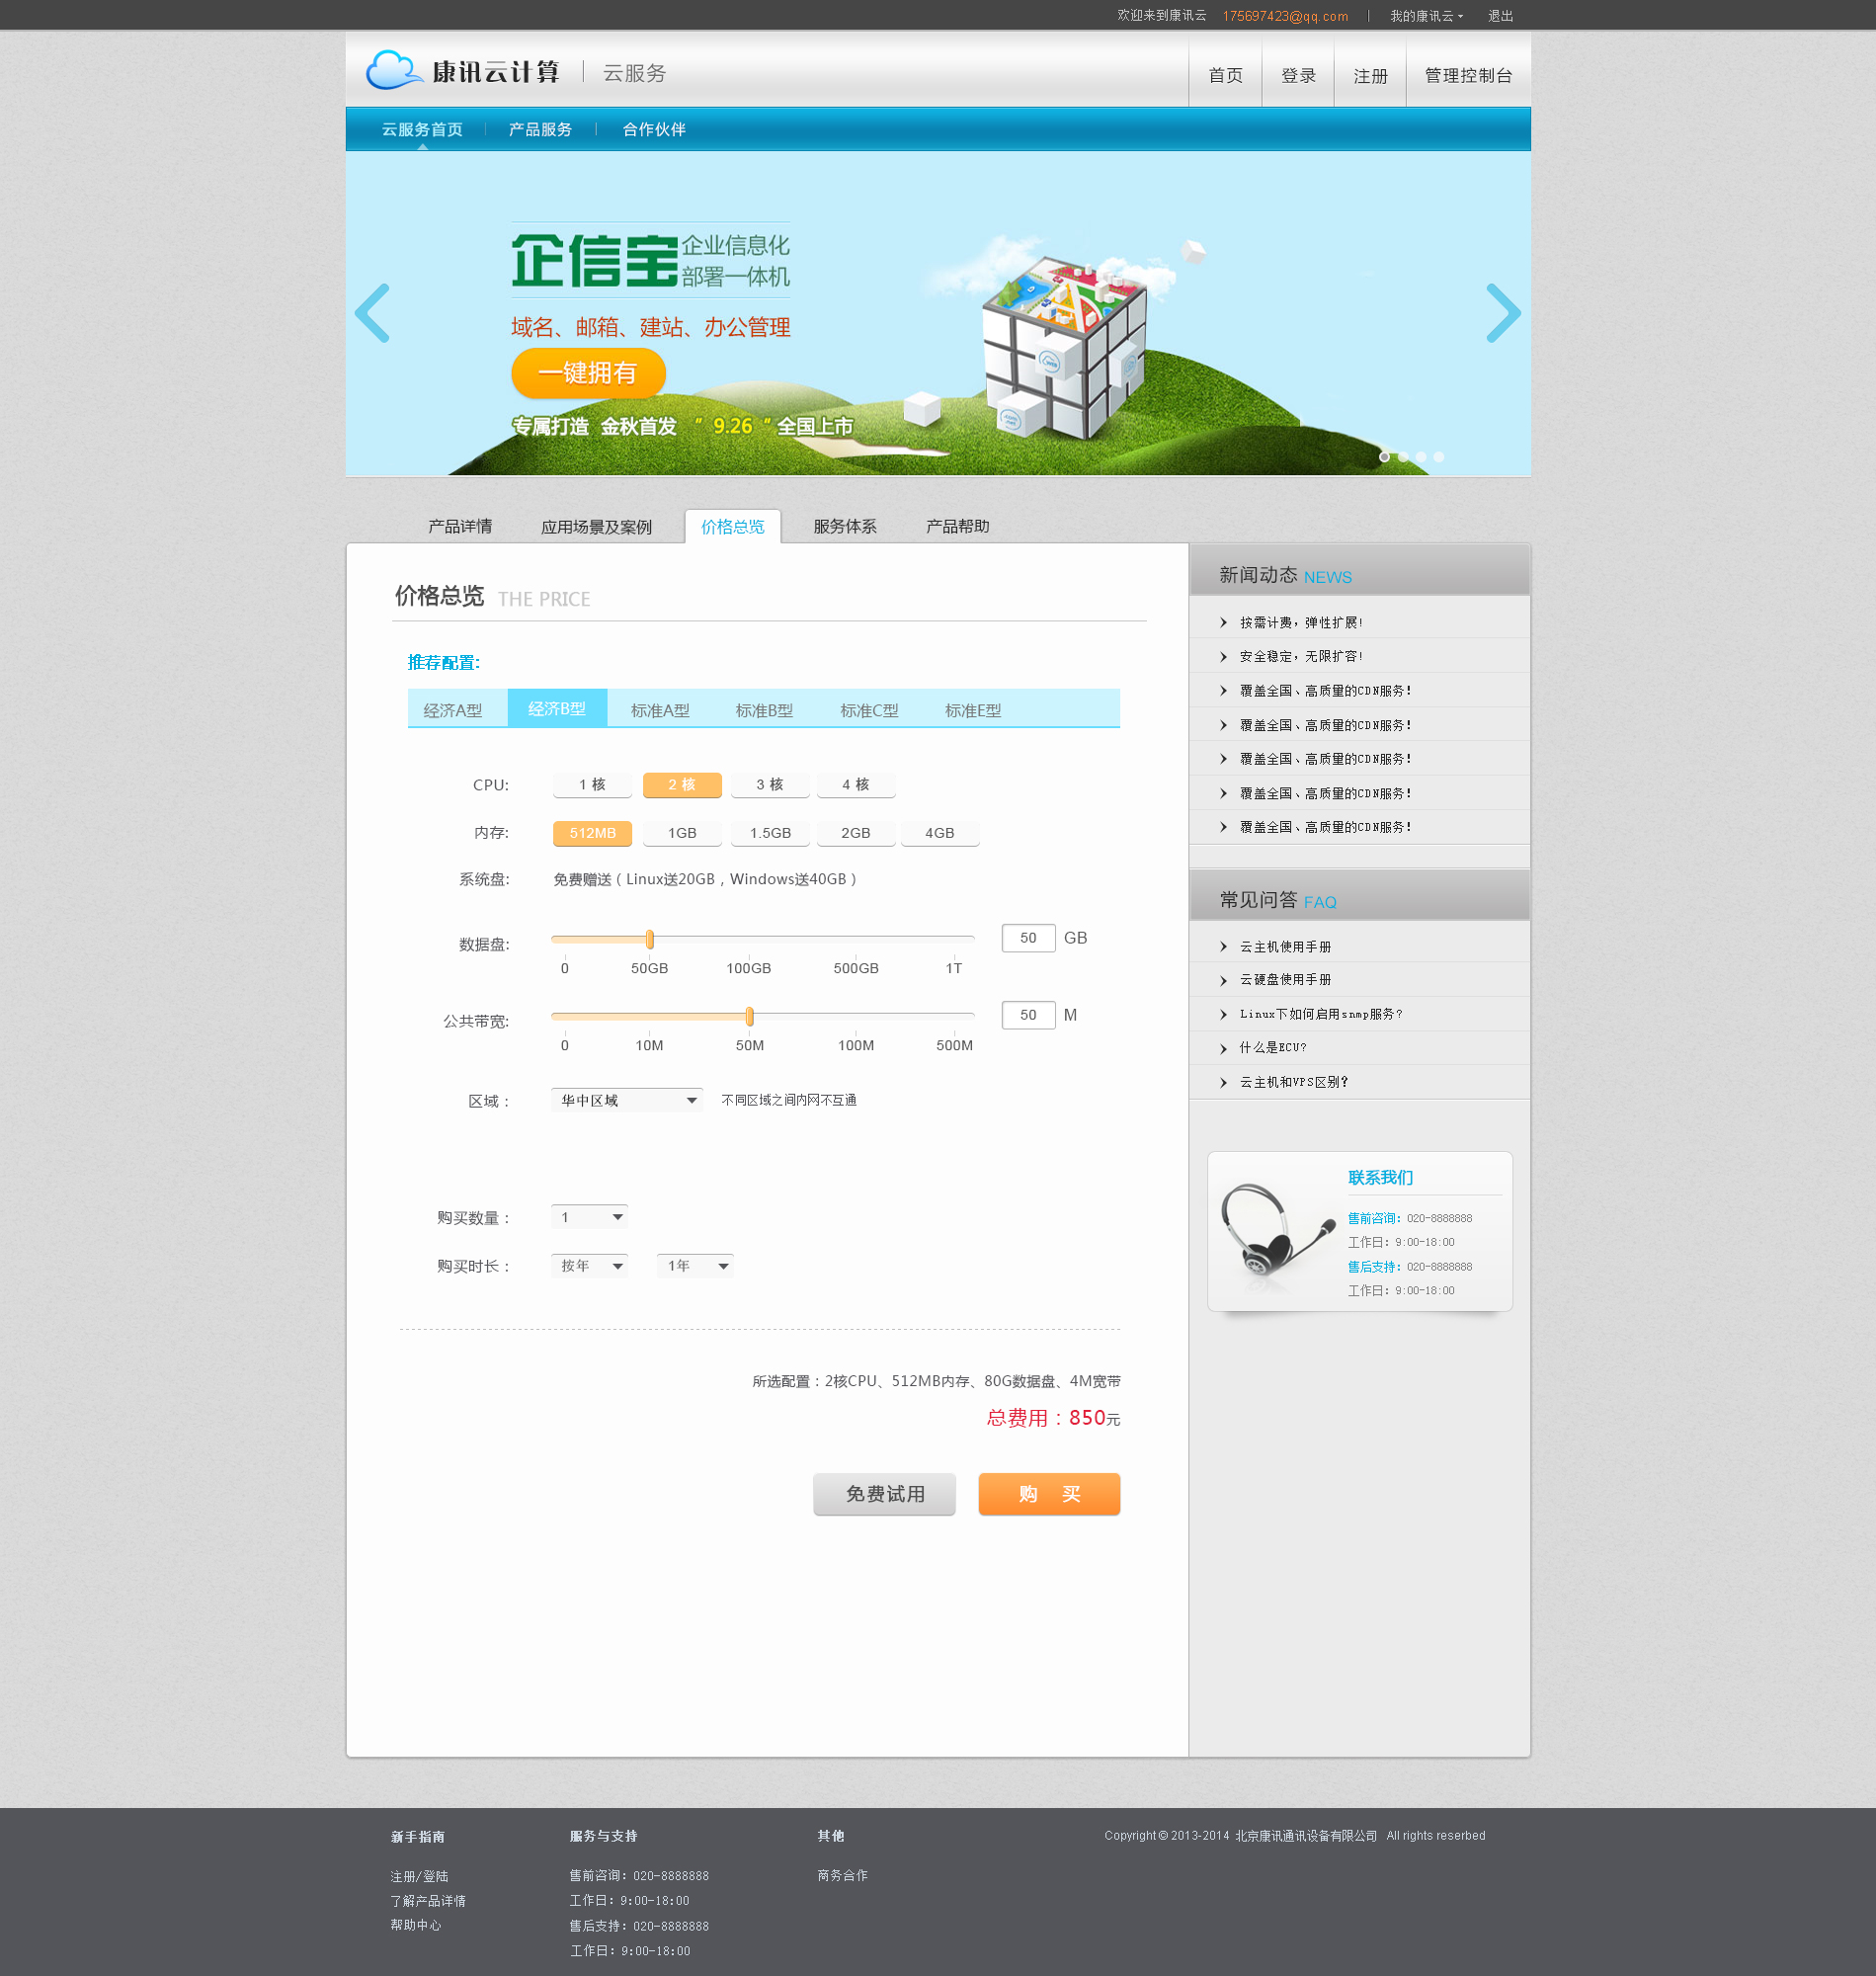 欢迎来到康讯云 175697423@qq.com | 我的康讯云 退出
康讯云计算 | 云服务
首页 登录 注册 管理控制台
云服务首页 产品服务 合作伙伴
企信宝 企业信息化
部署一体机
域名、邮箱、建站、办公管理
一键拥有
专属打造 金秋首发 " 9.26 " 全国上市
产品详情 应用场景及案例 价格总览 服务体系 产品帮助
价格总览 THE PRICE
推荐配置:
经济A型 经济B型 标准A型 标准B型 标准C型 标准E型
CPU: 1 核 2 核 3 核 4 核
内存: 512MB 1GB 1.5GB 2GB 4GB
系统盘: 免费赠送（Linux送20GB，Windows送40GB）
数据盘: 50 GB
0 50GB 100GB 500GB 1T
公共带宽: 50 M
0 10M 50M 100M 500M
区域： 华中区域 不同区域之间内网不互通
购买数量： 1
购买时长： 按年 1年
所选配置：2核CPU、512MB内存、80G数据盘、4M宽带
总费用：850元
免费试用 购 买
新闻动态 NEWS
按需计费，弹性扩展!
安全稳定，无限扩容!
覆盖全国、高质量的CDN服务!
覆盖全国、高质量的CDN服务!
覆盖全国、高质量的CDN服务!
覆盖全国、高质量的CDN服务!
覆盖全国、高质量的CDN服务!
常见问答 FAQ
云主机使用手册
云硬盘使用手册
Linux下如何启用snmp服务?
什么是ECU?
云主机和VPS区别?
联系我们
售前咨询：020-8888888
工作日：9:00-18:00
售后支持：020-8888888
工作日：9:00-18:00
新手指南
注册/登陆
了解产品详情
帮助中心
服务与支持
售前咨询：020-8888888
工作日：9:00-18:00
售后支持：020-8888888
工作日：9:00-18:00
其他
商务合作
Copyright © 2013-2014 北京康讯通讯设备有限公司 All rights reserbed